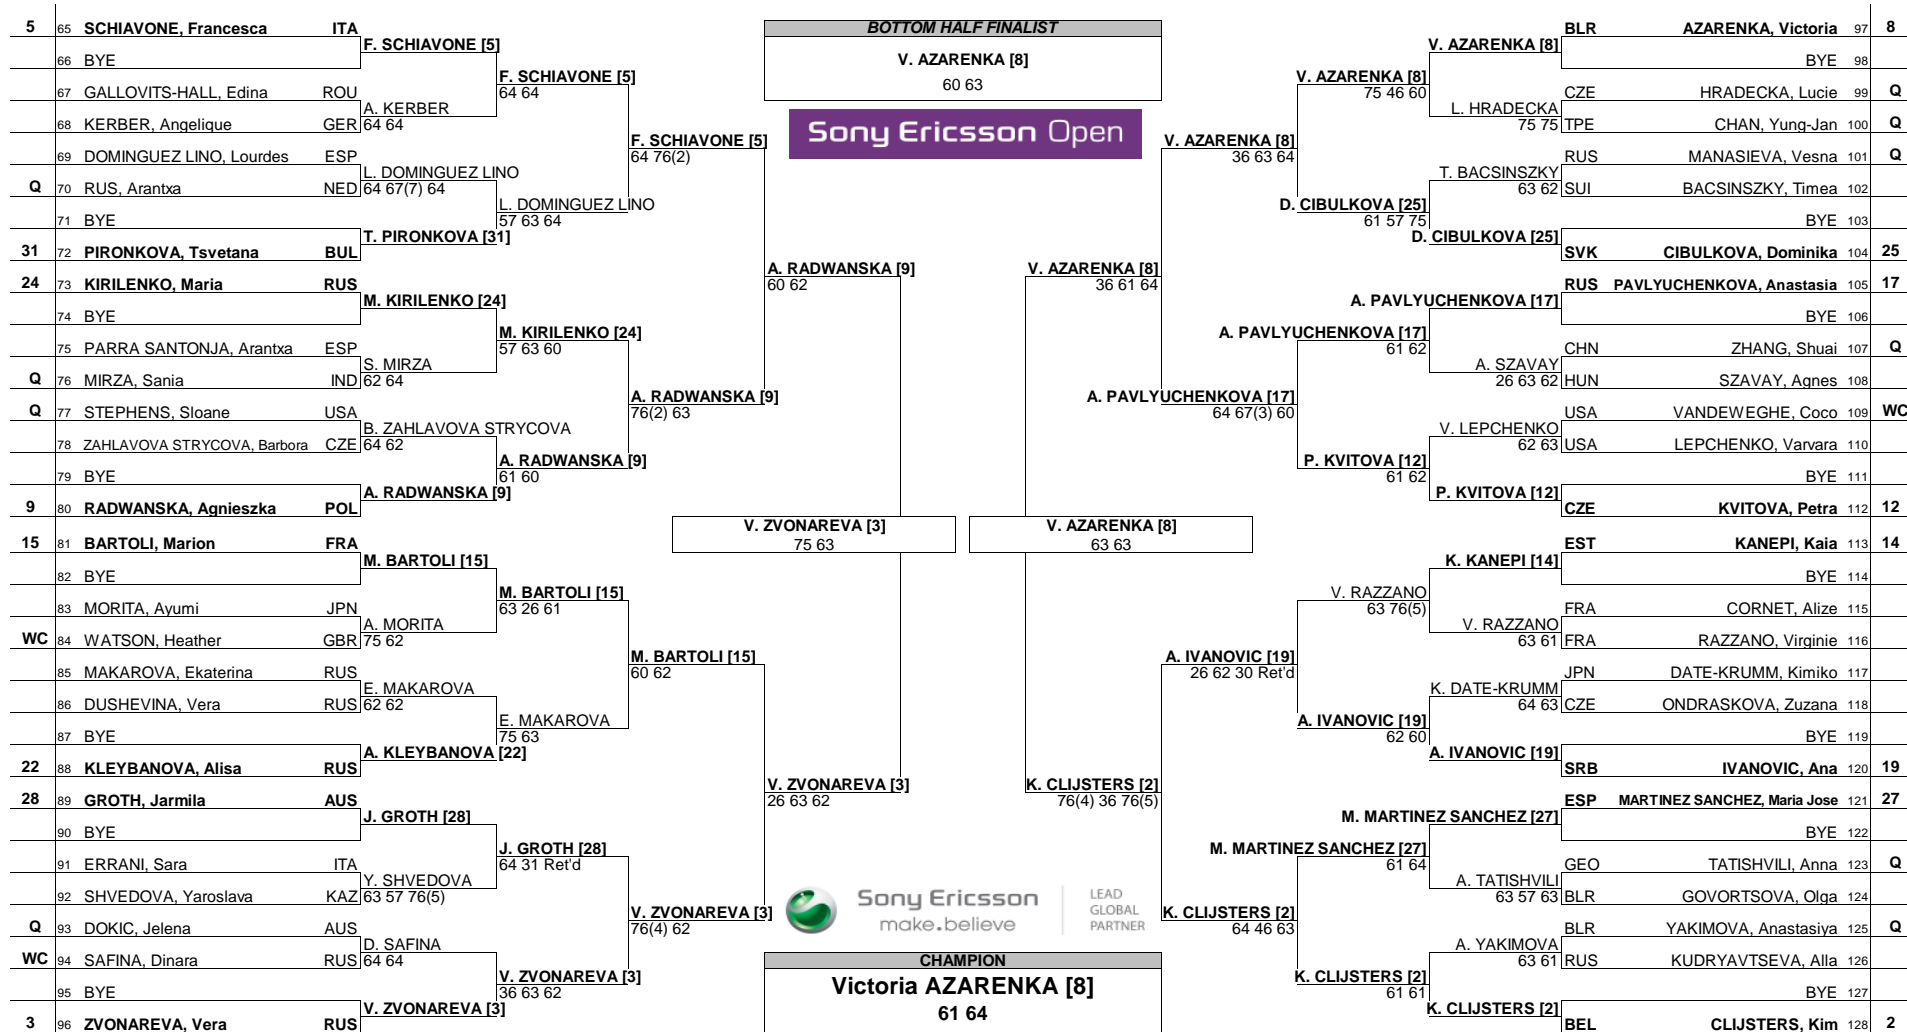 5 65 SCHIAVONE, Francesca ITA
66 BYE
67 GALLOVITS-HALL, Edina ROU
68 KERBER, Angelique GER
69 DOMINGUEZ LINO, Lourdes ESP
Q 70 RUS, Arantxa NED
71 BYE
31 72 PIRONKOVA, Tsvetana BUL
24 73 KIRILENKO, Maria RUS
74 BYE
75 PARRA SANTONJA, Arantxa ESP
Q 76 MIRZA, Sania IND
Q 77 STEPHENS, Sloane USA
78 ZAHLAVOVA STRYCOVA, Barbora CZE
79 BYE
9 80 RADWANSKA, Agnieszka POL
15 81 BARTOLI, Marion FRA
82 BYE
83 MORITA, Ayumi JPN
WC 84 WATSON, Heather GBR
85 MAKAROVA, Ekaterina RUS
86 DUSHEVINA, Vera RUS
87 BYE
22 88 KLEYBANOVA, Alisa RUS
28 89 GROTH, Jarmila AUS
90 BYE
91 ERRANI, Sara ITA
92 SHVEDOVA, Yaroslava KAZ
Q 93 DOKIC, Jelena AUS
WC 94 SAFINA, Dinara RUS
95 BYE
3 96 ZVONAREVA, Vera RUS
F. SCHIAVONE [5]
A. KERBER
64 64
L. DOMINGUEZ LINO
64 67(7) 64
T. PIRONKOVA [31]
M. KIRILENKO [24]
S. MIRZA
62 64
B. ZAHLAVOVA STRYCOVA
64 62
A. RADWANSKA [9]
M. BARTOLI [15]
A. MORITA
75 62
E. MAKAROVA
62 62
A. KLEYBANOVA [22]
J. GROTH [28]
Y. SHVEDOVA
63 57 76(5)
D. SAFINA
64 64
V. ZVONAREVA [3]
F. SCHIAVONE [5]
64 64
L. DOMINGUEZ LINO
57 63 64
M. KIRILENKO [24]
57 63 60
A. RADWANSKA [9]
61 60
M. BARTOLI [15]
63 26 61
E. MAKAROVA
75 63
J. GROTH [28]
64 31 Ret'd
V. ZVONAREVA [3]
36 63 62
F. SCHIAVONE [5]
64 76(2)
A. RADWANSKA [9]
76(2) 63
M. BARTOLI [15]
60 62
V. ZVONAREVA [3]
76(4) 62
A. RADWANSKA [9]
60 62
V. ZVONAREVA [3]
26 63 62
V. ZVONAREVA [3]
75 63
BOTTOM HALF FINALIST
V. AZARENKA [8]
60 63
Sony Ericsson Open
V. AZARENKA [8]
63 63
V. AZARENKA [8]
36 61 64
K. CLIJSTERS [2]
76(4) 36 76(5)
V. AZARENKA [8]
36 63 64
A. PAVLYUCHENKOVA [17]
64 67(3) 60
A. IVANOVIC [19]
26 62 30 Ret'd
K. CLIJSTERS [2]
64 46 63
V. AZARENKA [8]
75 46 60
D. CIBULKOVA [25]
61 57 75
A. PAVLYUCHENKOVA [17]
61 62
P. KVITOVA [12]
61 62
V. RAZZANO
63 76(5)
A. IVANOVIC [19]
62 60
M. MARTINEZ SANCHEZ [27]
61 64
K. CLIJSTERS [2]
61 61
V. AZARENKA [8]
L. HRADECKA
75 75
T. BACSINSZKY
63 62
D. CIBULKOVA [25]
A. PAVLYUCHENKOVA [17]
A. SZAVAY
26 63 62
V. LEPCHENKO
62 63
P. KVITOVA [12]
K. KANEPI [14]
V. RAZZANO
63 61
K. DATE-KRUMM
64 63
A. IVANOVIC [19]
M. MARTINEZ SANCHEZ [27]
A. TATISHVILI
63 57 63
A. YAKIMOVA
63 61
K. CLIJSTERS [2]
BLR AZARENKA, Victoria 97 8
BYE 98
CZE HRADECKA, Lucie 99 Q
TPE CHAN, Yung-Jan 100 Q
RUS MANASIEVA, Vesna 101 Q
SUI BACSINSZKY, Timea 102
BYE 103
SVK CIBULKOVA, Dominika 104 25
RUS PAVLYUCHENKOVA, Anastasia 105 17
BYE 106
CHN ZHANG, Shuai 107 Q
HUN SZAVAY, Agnes 108
USA VANDEWEGHE, Coco 109 WC
USA LEPCHENKO, Varvara 110
BYE 111
CZE KVITOVA, Petra 112 12
EST KANEPI, Kaia 113 14
BYE 114
FRA CORNET, Alize 115
FRA RAZZANO, Virginie 116
JPN DATE-KRUMM, Kimiko 117
CZE ONDRASKOVA, Zuzana 118
BYE 119
SRB IVANOVIC, Ana 120 19
ESP MARTINEZ SANCHEZ, Maria Jose 121 27
BYE 122
GEO TATISHVILI, Anna 123 Q
BLR GOVORTSOVA, Olga 124
BLR YAKIMOVA, Anastasiya 125 Q
RUS KUDRYAVTSEVA, Alla 126
BYE 127
BEL CLIJSTERS, Kim 128 2
Sony Ericsson
make.believe
LEAD
GLOBAL
PARTNER
CHAMPION
Victoria AZARENKA [8]
61 64